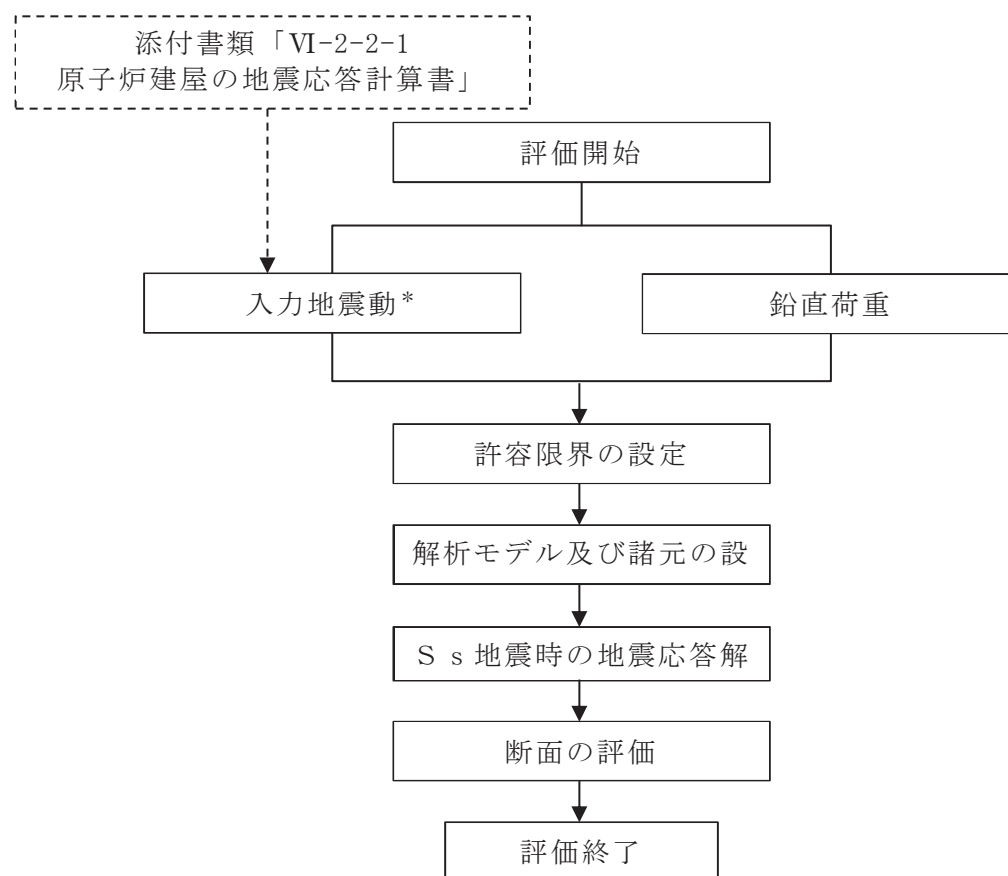 添付書類「Ⅵ-2-2-1
原子炉建屋の地震応答計算書」
評価開始
入力地震動*
鉛直荷重
許容限界の設定
解析モデル及び諸元の設
Ｓｓ地震時の地震応答解
断面の評価
評価終了